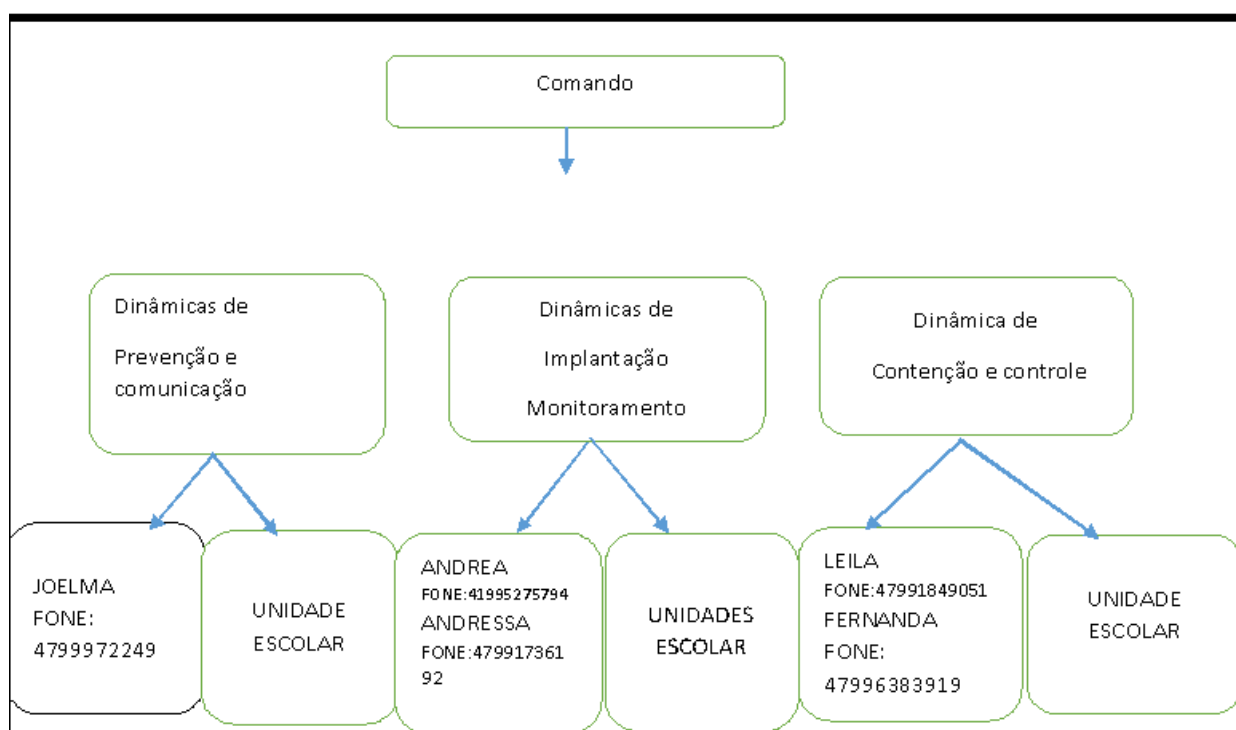 Comando
Dinâmicas de
Prevenção e
comunicação
Dinâmicas de
Implantação
Monitoramento
Dinâmica de
Contenção e controle
JOELMA
FONE:
4799972249
UNIDADE
ESCOLAR
ANDREA
FONE:41995275794
ANDRESSA
FONE:479917361
92
UNIDADES
ESCOLAR
LEILA
FONE:47991849051
FERNANDA
FONE:
47996383919
UNIDADE
ESCOLAR